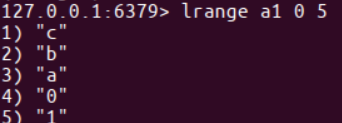 127.0.0.1:6379> lrange a1 0 5
1) "c"
2) "b"
3) "a"
4) "0"
5) "1"